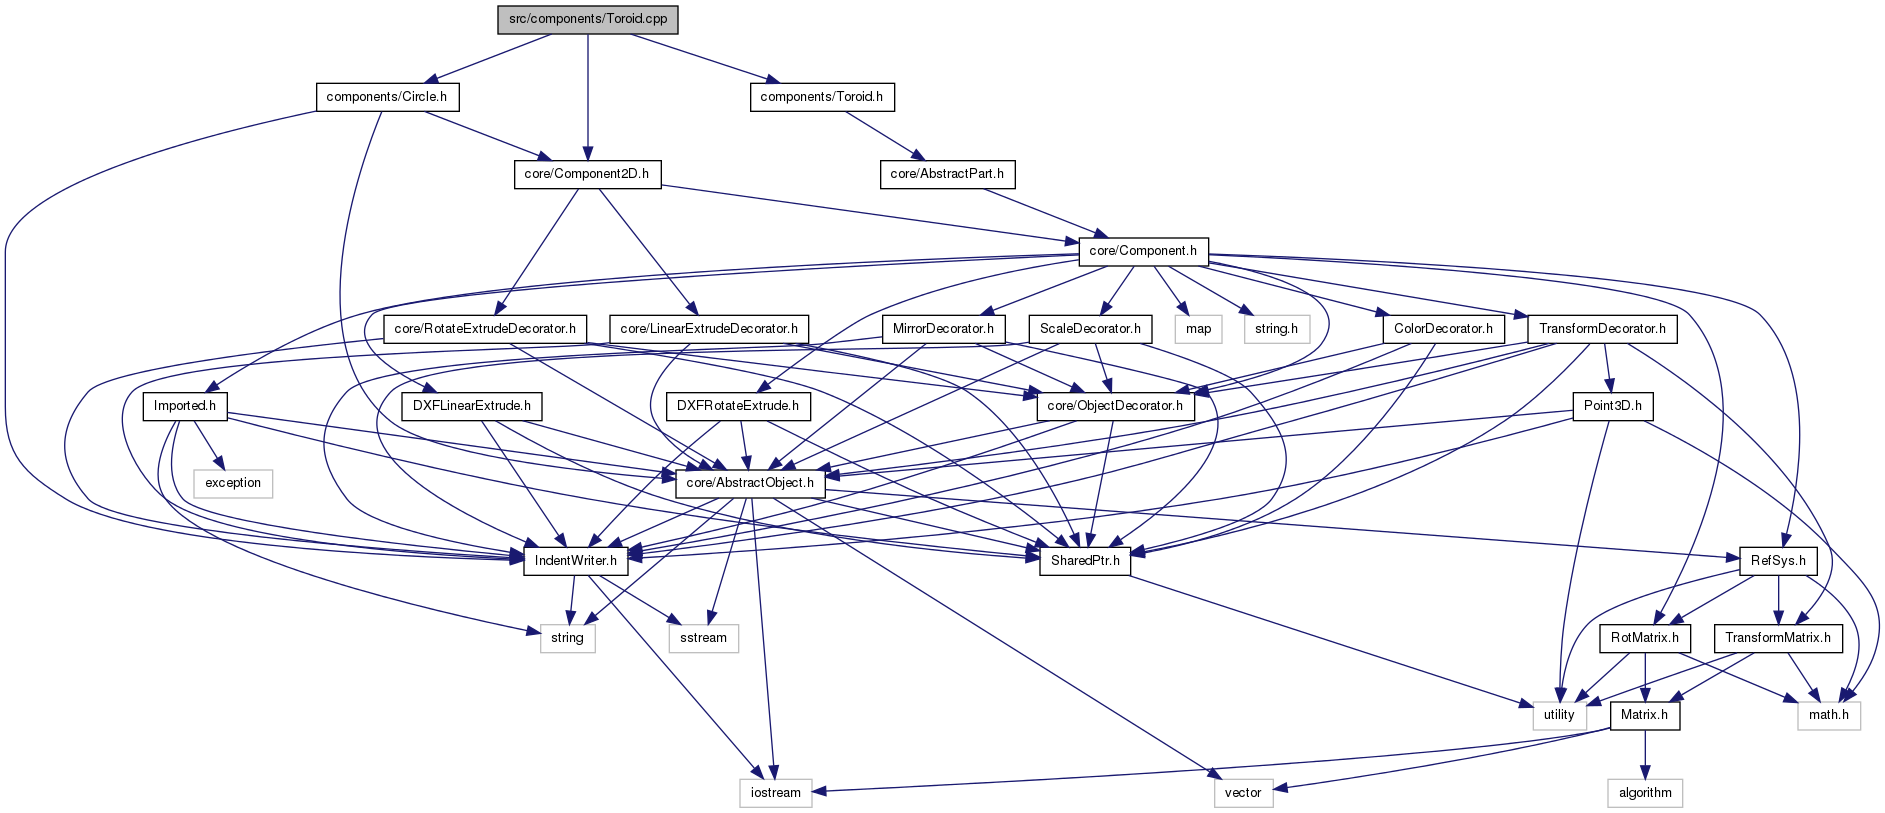 src/components/Toroid.cpp
components/Circle.h
components/Toroid.h
core/Component2D.h
core/AbstractPart.h
core/Component.h
core/RotateExtrudeDecorator.h
core/LinearExtrudeDecorator.h
MirrorDecorator.h
ScaleDecorator.h
map
string.h
ColorDecorator.h
TransformDecorator.h
Imported.h
DXFLinearExtrude.h
DXFRotateExtrude.h
core/ObjectDecorator.h
Point3D.h
exception
core/AbstractObject.h
IndentWriter.h
SharedPtr.h
RefSys.h
string
sstream
RotMatrix.h
TransformMatrix.h
utility
Matrix.h
math.h
iostream
vector
algorithm